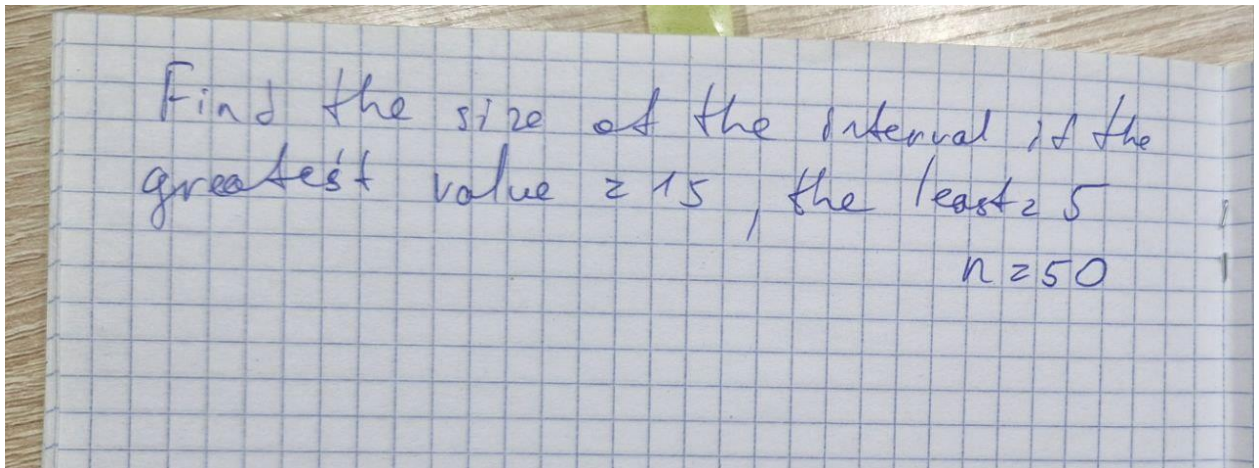 Find the size of the interval if the
greatest value = 15, the least = 5
n = 50